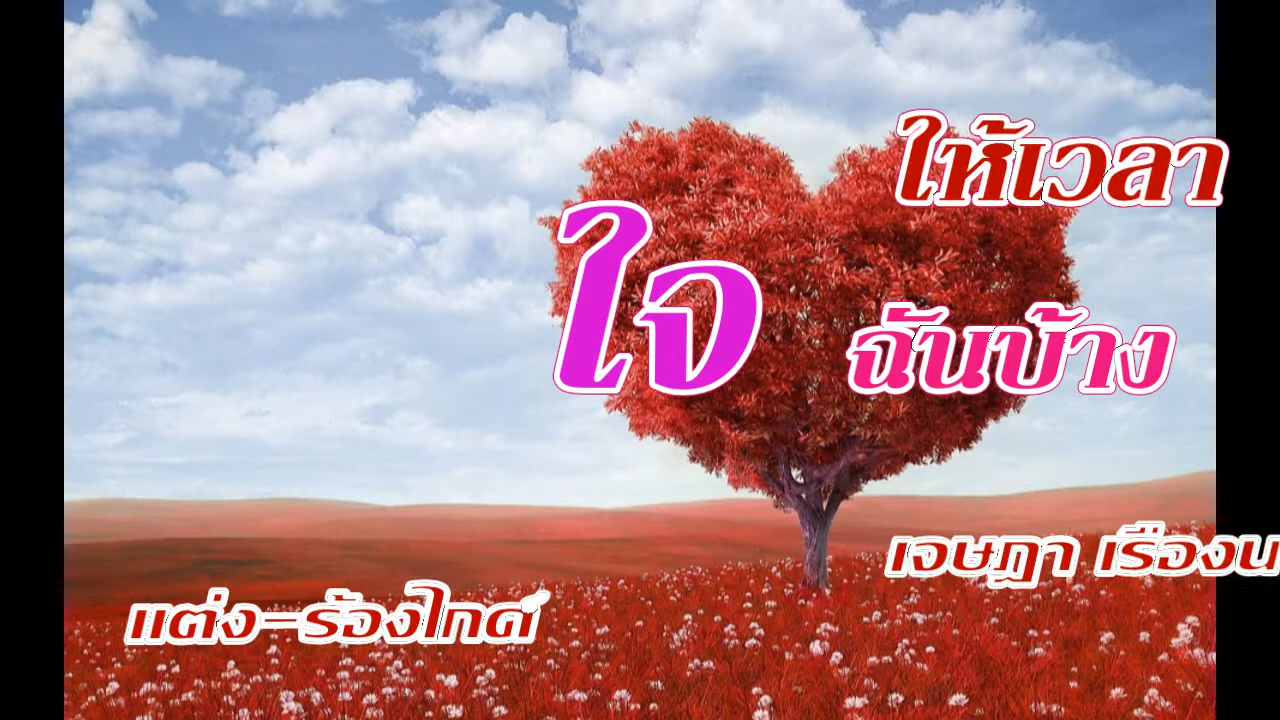 ให้เวลา
ใจ
ฉันบ้าง
เจษฎา เรืองน
แต่ง-ร้องไกด์